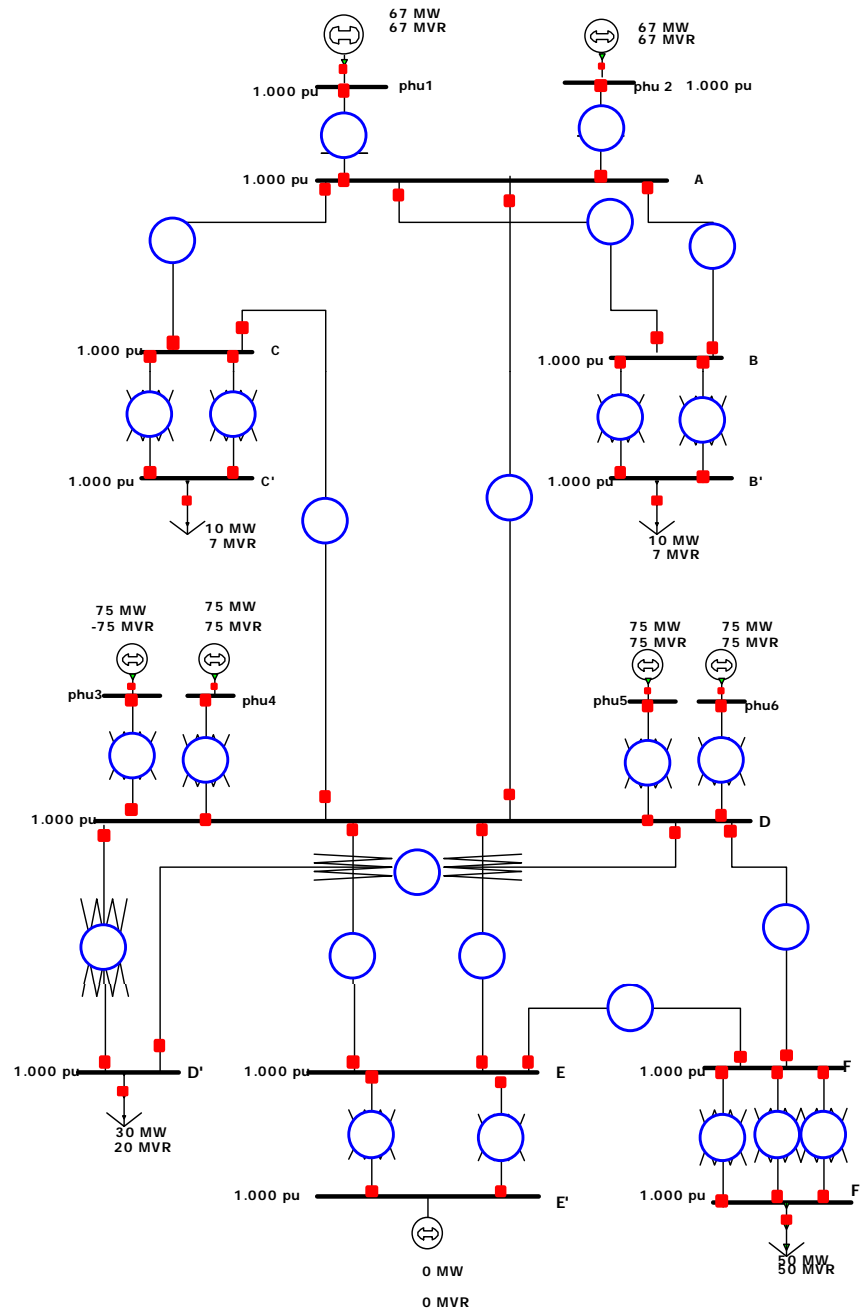 67 MW
67 MVR
67 MW
67 MVR
1.000 pu
phu1
phu 2 1.000 pu
1.000 pu
A
1.000 pu
C
1.000 pu
B
1.000 pu
C'
1.000 pu
B'
10 MW
7 MVR
10 MW
7 MVR
75 MW
-75 MVR
75 MW
75 MVR
75 MW
75 MVR
75 MW
75 MVR
phu3
phu4
phu5
phu6
1.000 pu
D
1.000 pu
D'
1.000 pu
E
1.000 pu
F
30 MW
20 MVR
1.000 pu
E'
1.000 pu
F
0 MW
0 MVR
50 MW
50 MVR